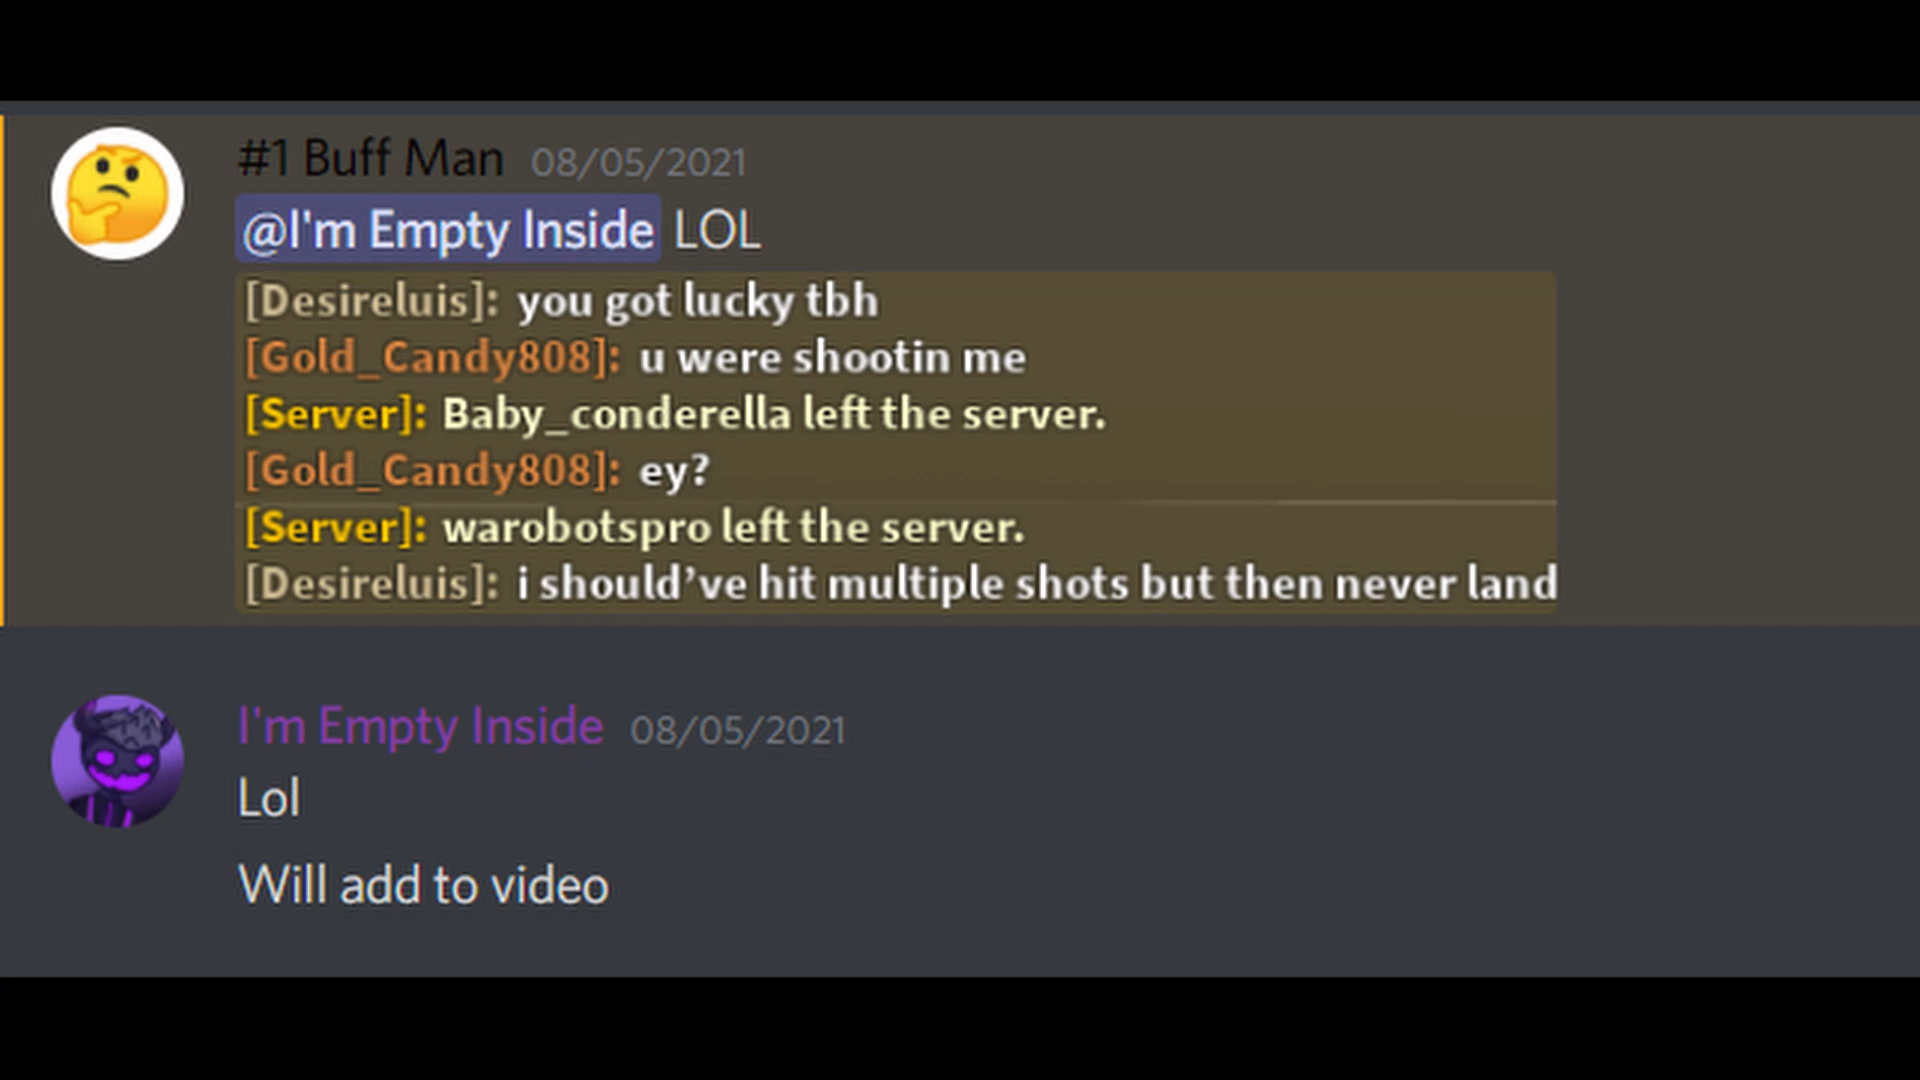 #1 Buff Man 08/05/2021
@I'm Empty Inside LOL
[Desireluis]: you got lucky tbh
[Gold_Candy808]: u were shootin me
[Server]: Baby_conderella left the server.
[Gold_Candy808]: ey?
[Server]: warobotspro left the server.
[Desireluis]: i should’ve hit multiple shots but then never land
I'm Empty Inside 08/05/2021
Lol
Will add to video